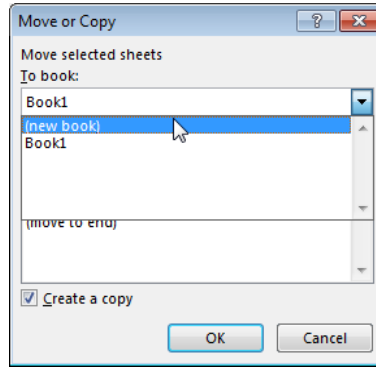 Move or Copy
Move selected sheets
To book:
Book1
(new book)
Book1
(move to end)
Create a copy
OK
Cancel